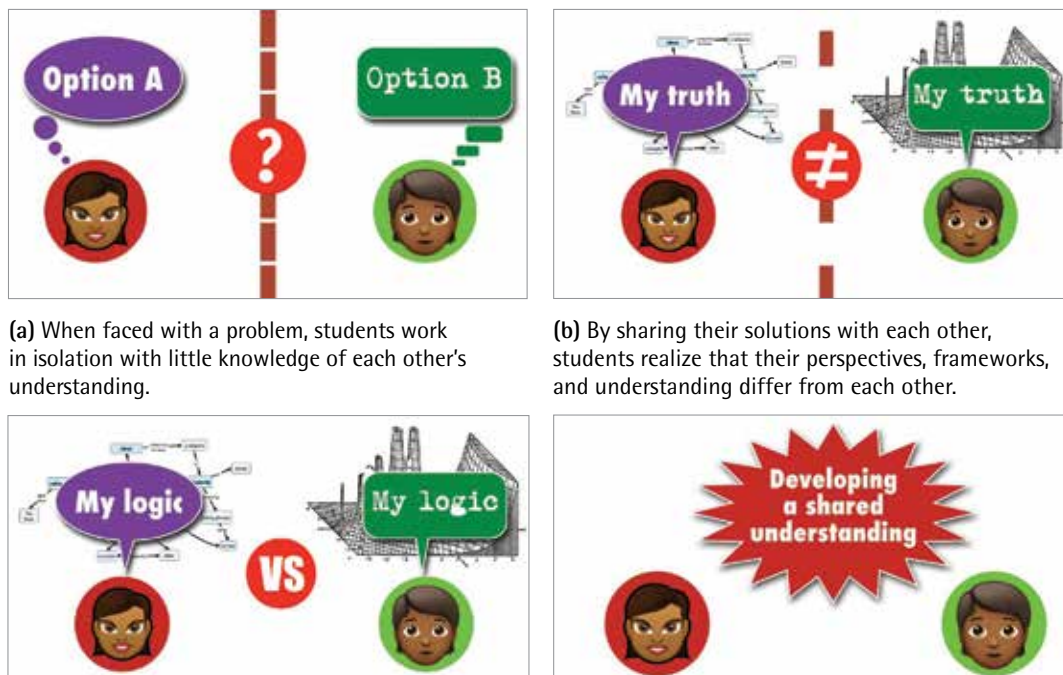 Option A
?
Option B
My truth
≠
My truth
(a) When faced with a problem, students work
in isolation with little knowledge of each other's
understanding.
(b) By sharing their solutions with each other,
students realize that their perspectives, frameworks,
and understanding differ from each other.
My logic
VS
My logic
Developing
a shared
understanding